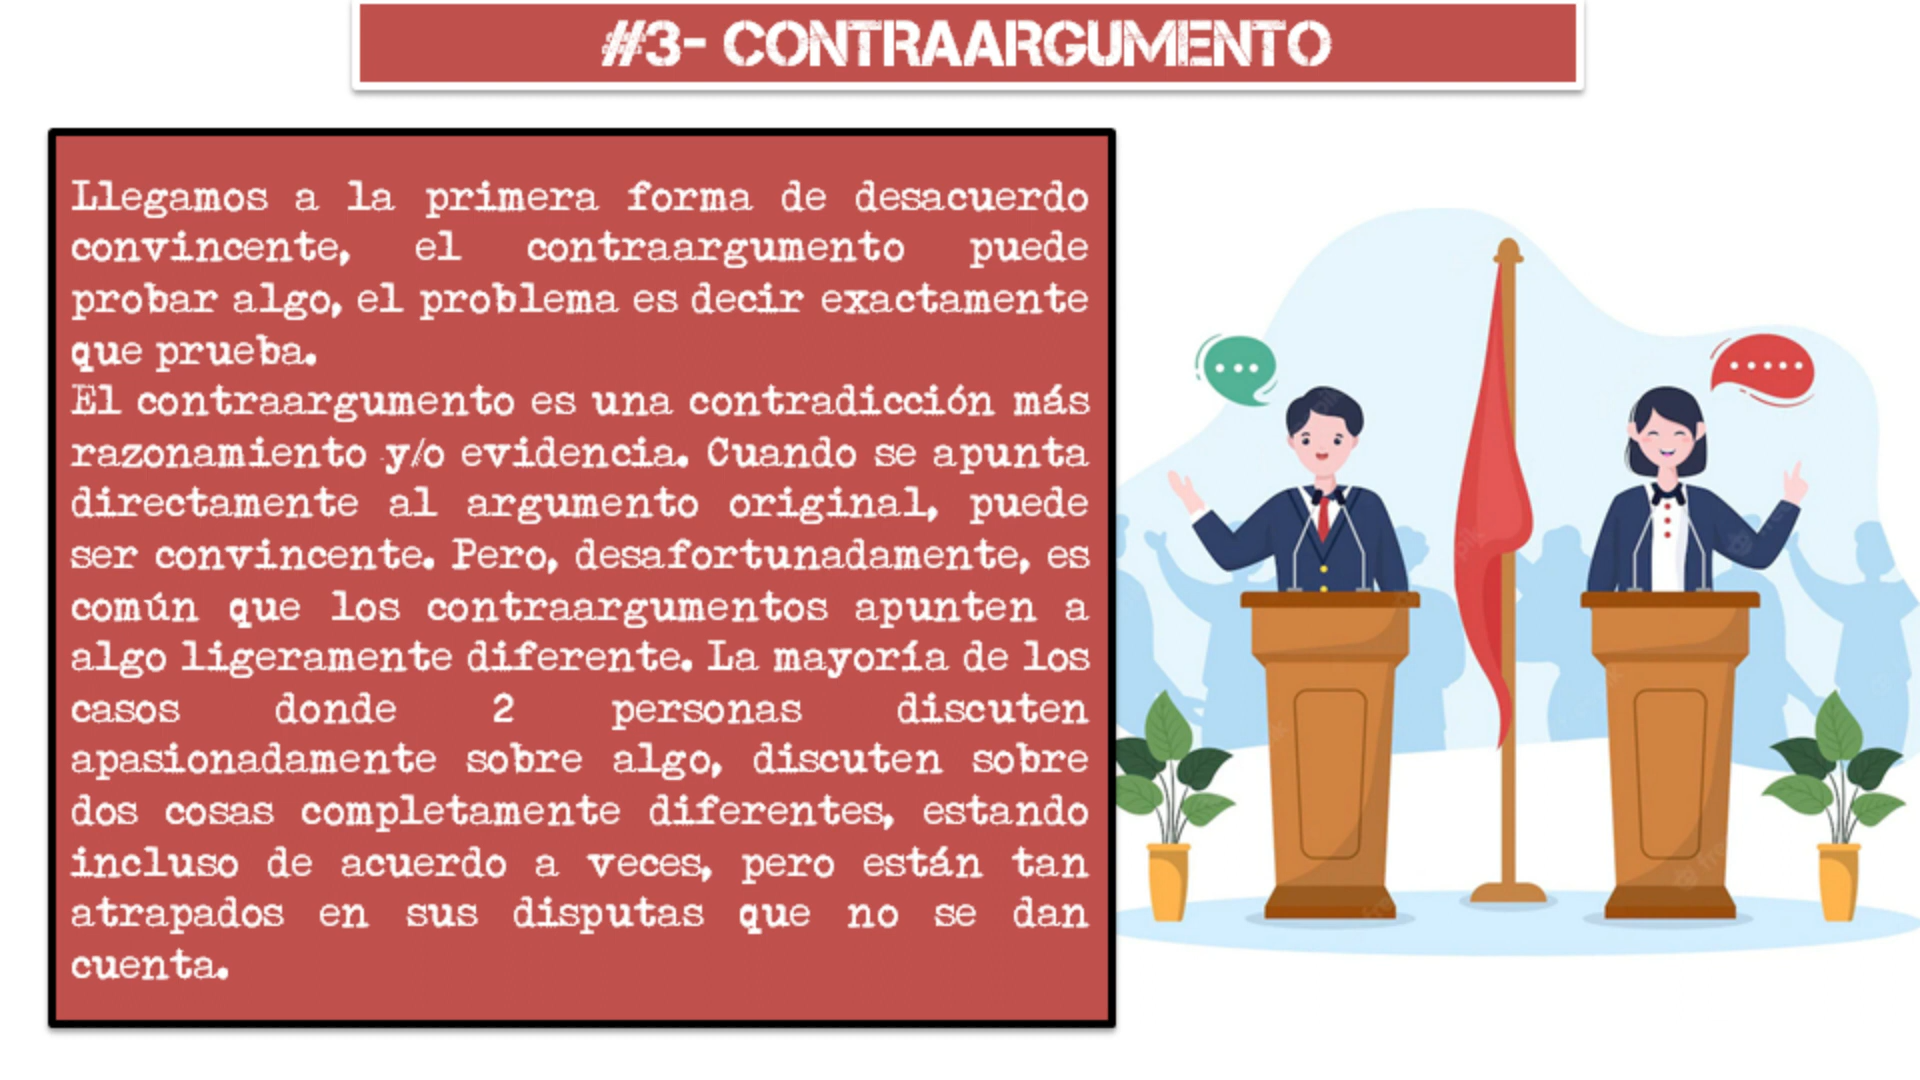 #3- CONTRAARGUMENTO
Llegamos a la primera forma de desacuerdo
convincente, el contraargumento puede
probar algo, el problema es decir exactamente
que prueba.
El contraargumento es una contradicción más
razonamiento y/o evidencia. Cuando se apunta
directamente al argumento original, puede
ser convincente. Pero, desafortunadamente, es
común que los contraargumentos apunten a
algo ligeramente diferente. La mayoría de los
casos donde 2 personas discuten
apasionadamente sobre algo, discuten sobre
dos cosas completamente diferentes, estando
incluso de acuerdo a veces, pero están tan
atrapados en sus disputas que no se dan
cuenta.